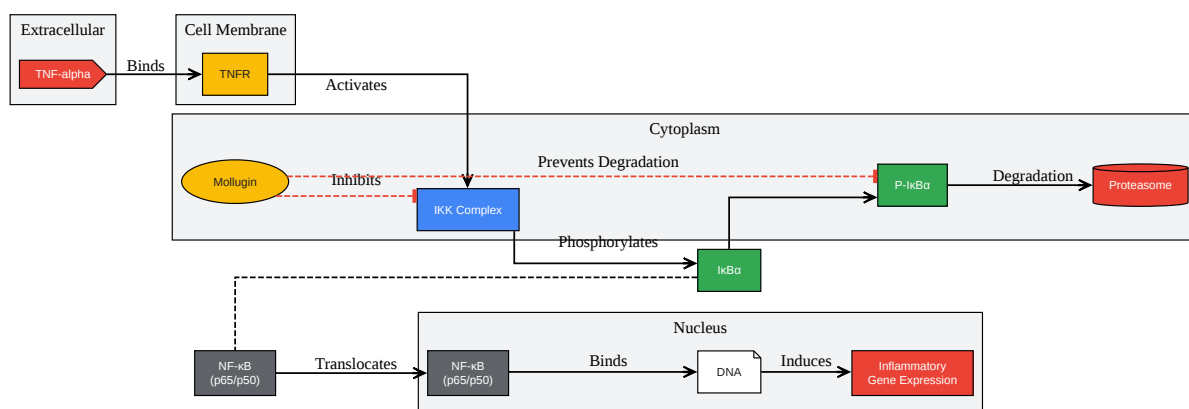 Extracellular
Cell Membrane
TNF-alpha
Binds
TNFR
Activates
Cytoplasm
Prevents Degradation
Mollugin
Inhibits
P-IκBα
Degradation
Proteasome
IKK Complex
Phosphorylates
IκBα
Nucleus
NF-κB
(p65/p50)
Translocates
NF-κB
(p65/p50)
Binds
DNA
Induces
Inflammatory
Gene Expression